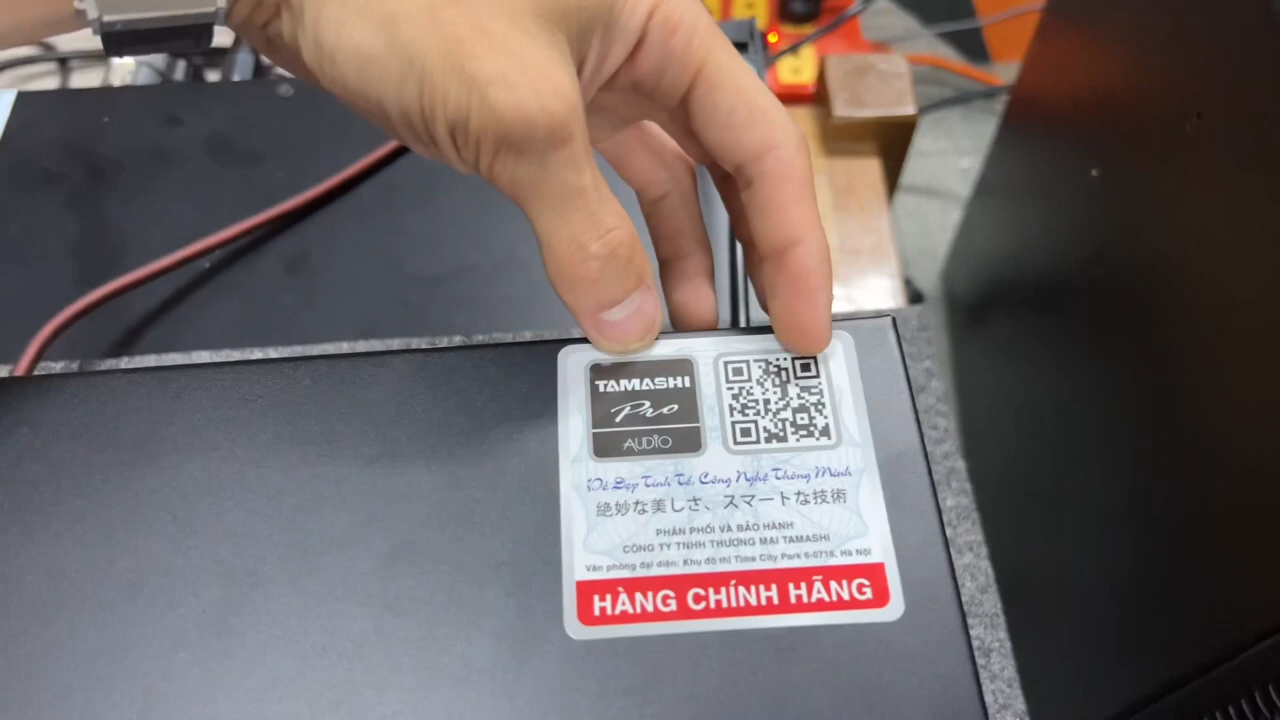 TAMASHI
Pro
AUDIO
Vẻ Đẹp Tinh Tế, Công Nghệ Thông Minh
絶妙な美しさ、スマートな技術
PHÂN PHỐI VÀ BẢO HÀNH
CÔNG TY TNHH THƯƠNG MẠI TAMASHI
Văn phòng đại diện: Khu đô thị Time City Park 6-0716, Hà Nội
HÀNG CHÍNH HÃNG